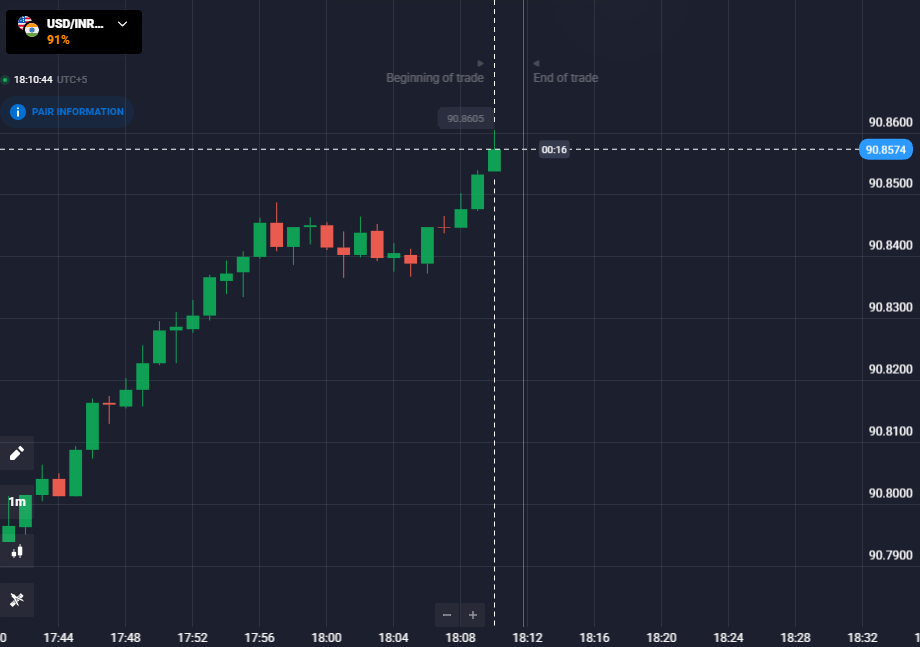 USD/INR...
91%
18:10:44 UTC+5
PAIR INFORMATION
Beginning of trade
End of trade
90.8605
90.8600
00:16
90.8574
90.8500
90.8400
90.8300
90.8200
90.8100
90.8000
90.7900
1m
− +
0 17:44 17:48 17:52 17:56 18:00 18:04 18:08 18:12 18:16 18:20 18:24 18:28 18:32 1